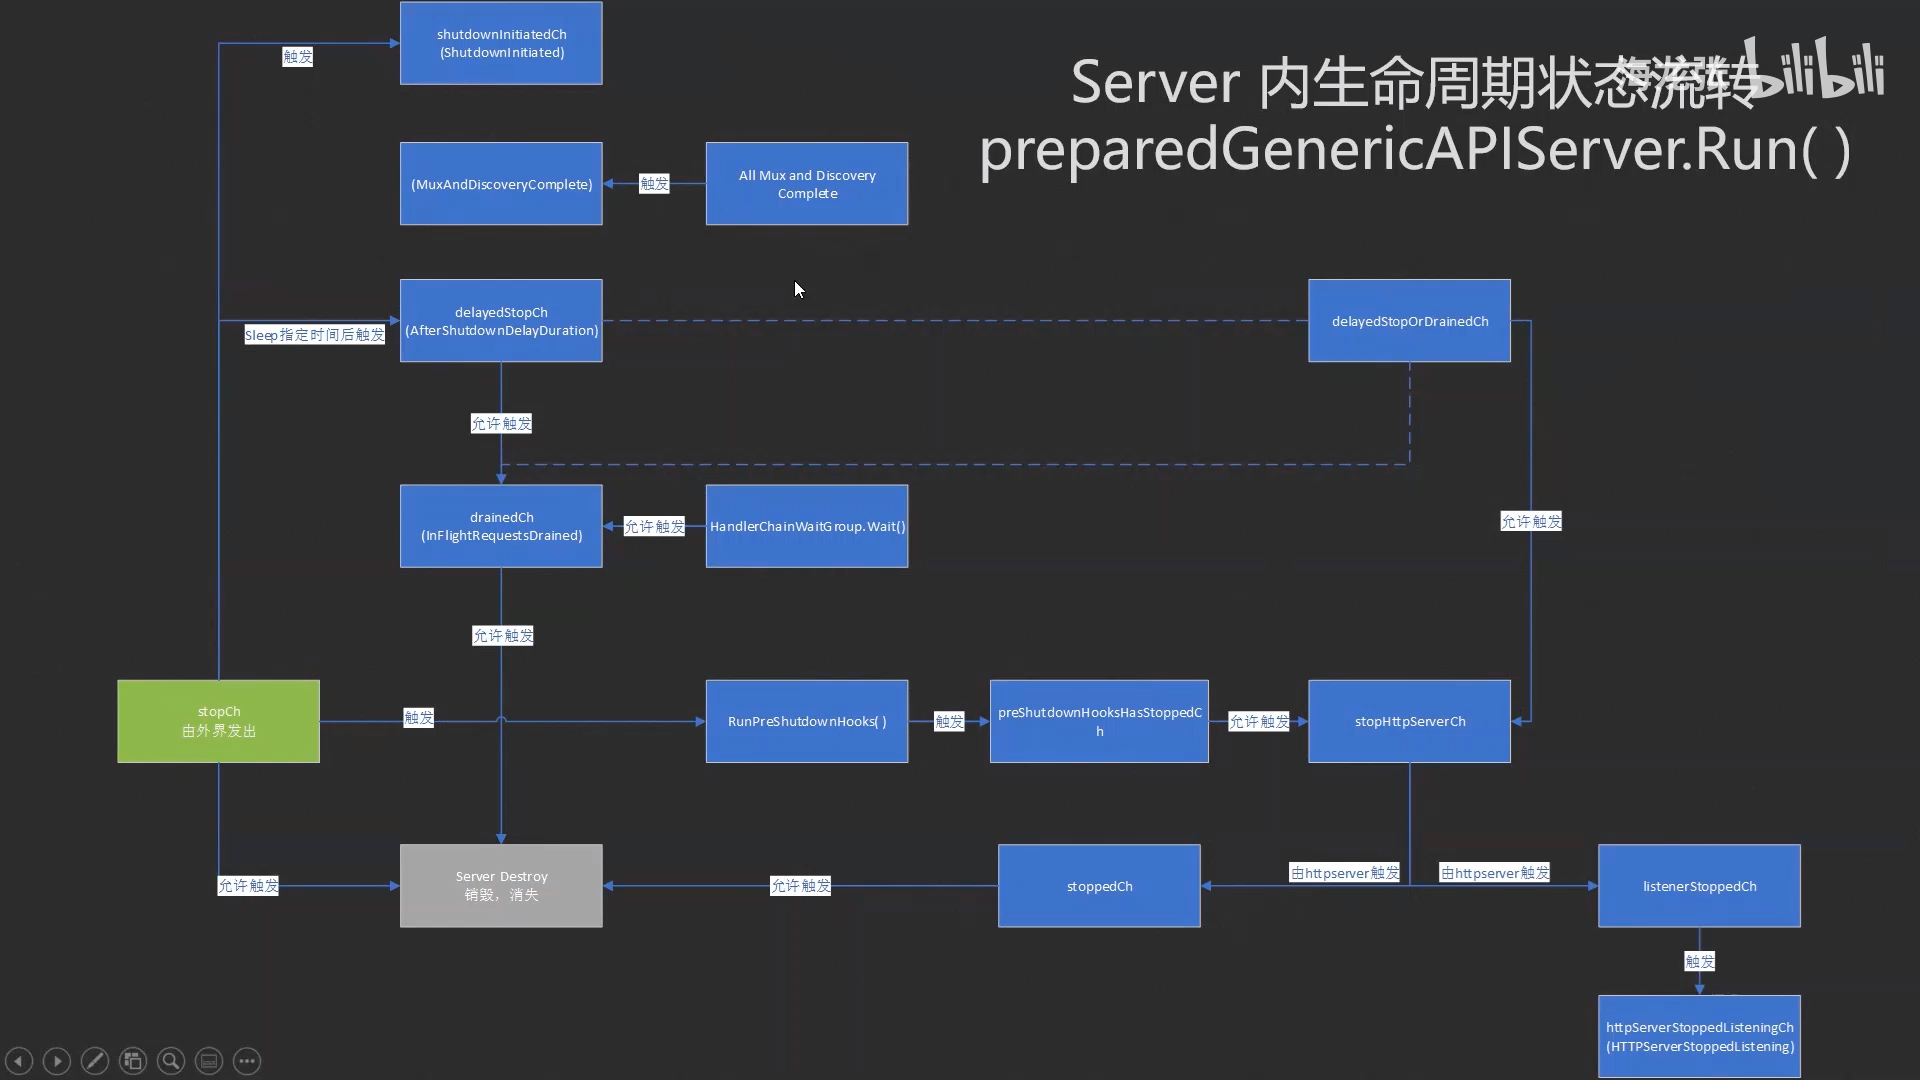 shutdownInitiatedCh
(ShutdownInitiated)
触发
Server 内生命周期状态流转
bilibili
preparedGenericAPIServer.Run( )
(MuxAndDiscoveryComplete)
触发
All Mux and Discovery
Complete
delayedStopCh
(AfterShutdownDelayDuration)
Sleep指定时间后触发
delayedStopOrDrainedCh
允许触发
drainedCh
(InFlightRequestsDrained)
允许触发
HandlerChainWaitGroup.Wait()
允许触发
允许触发
stopCh
由外界发出
触发
RunPreShutdownHooks( )
触发
preShutdownHooksHasStoppedC
h
允许触发
stopHttpServerCh
允许触发
Server Destroy
销毁，消失
允许触发
stoppedCh
由httpserver触发
由httpserver触发
listenerStoppedCh
触发
httpServerStoppedListeningCh
(HTTPServerStoppedListening)